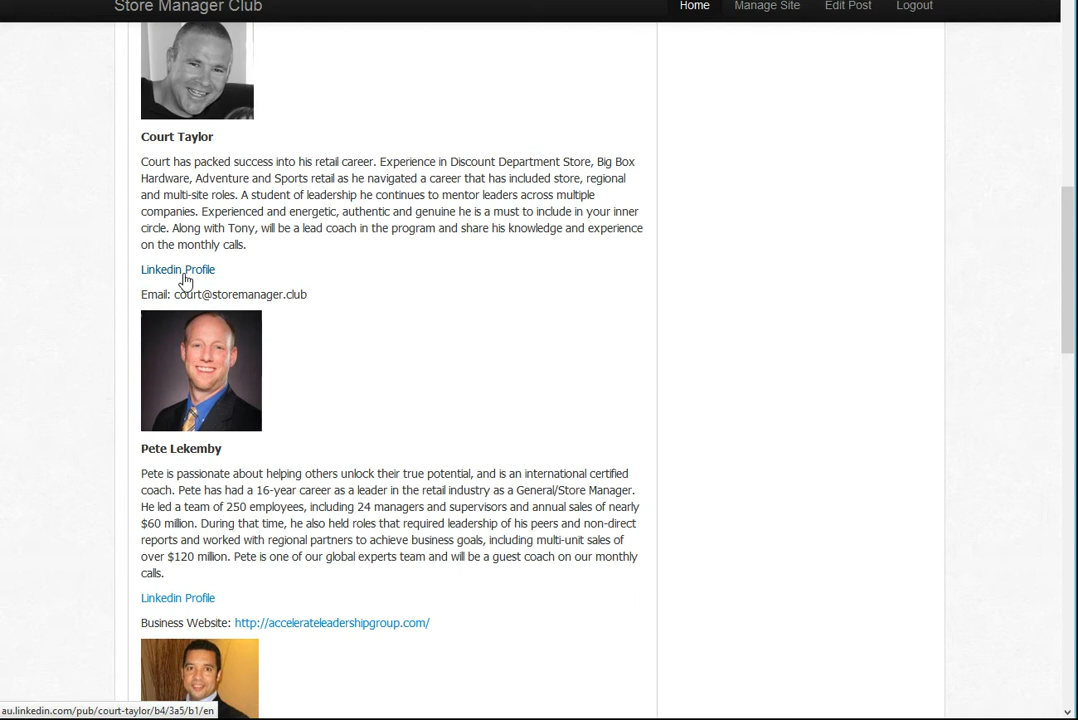 Store Manager Club
Home Manage Site Edit Post Logout
Court Taylor
Court has packed success into his retail career. Experience in Discount Department Store, Big Box
Hardware, Adventure and Sports retail as he navigated a career that has included store, regional
and multi-site roles. A student of leadership he continues to mentor leaders across multiple
companies. Experienced and energetic, authentic and genuine he is a must to include in your inner
circle. Along with Tony, will be a lead coach in the program and share his knowledge and experience
on the monthly calls.
Linkedin Profile
Email: court@storemanager.club
Pete Lekemby
Pete is passionate about helping others unlock their true potential, and is an international certified
coach. Pete has had a 16-year career as a leader in the retail industry as a General/Store Manager.
He led a team of 250 employees, including 24 managers and supervisors and annual sales of nearly
$60 million. During that time, he also held roles that required leadership of his peers and non-direct
reports and worked with regional partners to achieve business goals, including multi-unit sales of
over $120 million. Pete is one of our global experts team and will be a guest coach on our monthly
calls.
Linkedin Profile
Business Website: http://accelerateleadershipgroup.com/
au.linkedin.com/pub/court-taylor/b4/3a5/b1/en